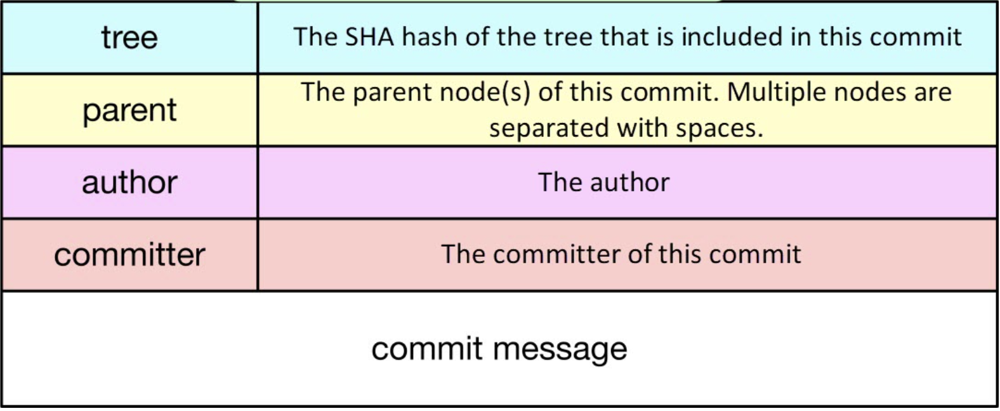 tree
The SHA hash of the tree that is included in this commit
parent
The parent node(s) of this commit. Multiple nodes are
separated with spaces.
author
The author
committer
The committer of this commit
commit message